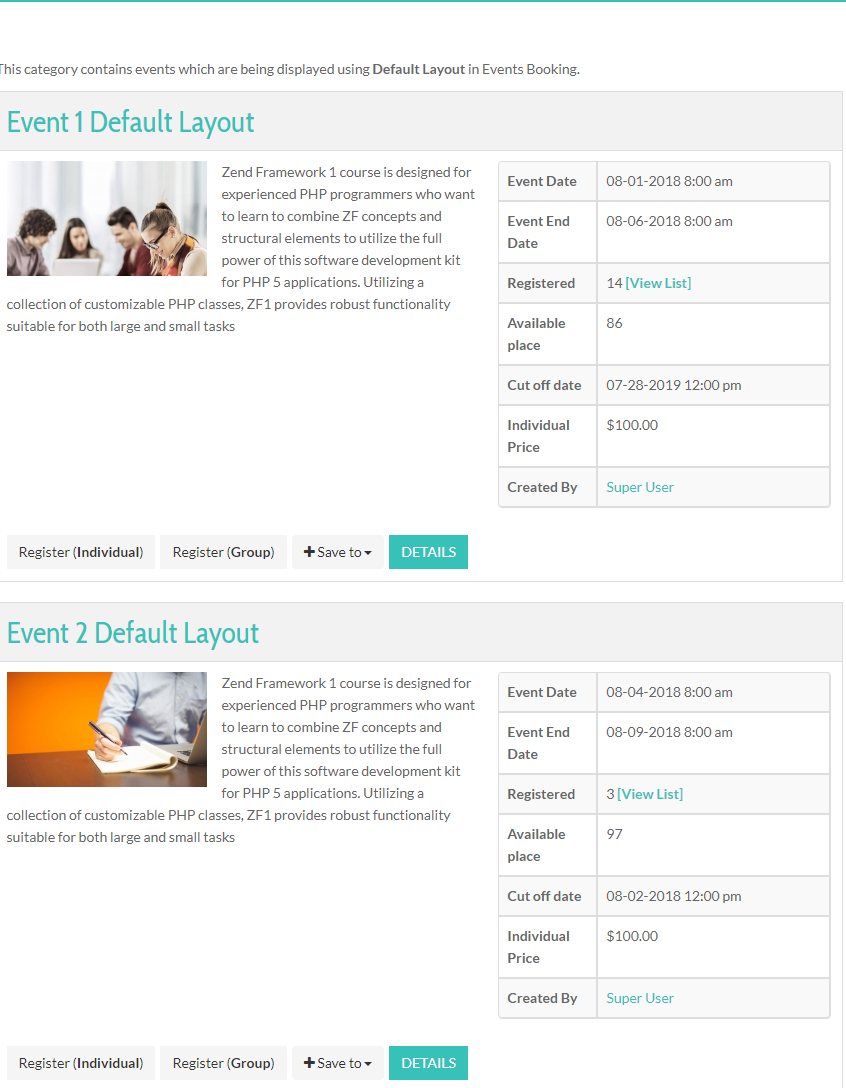 This category contains events which are being displayed using Default Layout in Events Booking.
Event 1 Default Layout
Zend Framework 1 course is designed for
experienced PHP programmers who want
to learn to combine ZF concepts and
structural elements to utilize the full
power of this software development kit
for PHP 5 applications. Utilizing a
collection of customizable PHP classes, ZF1 provides robust functionality
suitable for both large and small tasks
Event Date 08-01-2018 8:00 am
Event End 08-06-2018 8:00 am
Date
Registered 14 [View List]
Available 86
place
Cut off date 07-28-2019 12:00 pm
Individual $100.00
Price
Created By Super User
Register (Individual) Register (Group) Save to DETAILS
Event 2 Default Layout
Zend Framework 1 course is designed for
experienced PHP programmers who want
to learn to combine ZF concepts and
structural elements to utilize the full
power of this software development kit
for PHP 5 applications. Utilizing a
collection of customizable PHP classes, ZF1 provides robust functionality
suitable for both large and small tasks
Event Date 08-04-2018 8:00 am
Event End 08-09-2018 8:00 am
Date
Registered 3 [View List]
Available 97
place
Cut off date 08-02-2018 12:00 pm
Individual $100.00
Price
Created By Super User
Register (Individual) Register (Group) Save to DETAILS